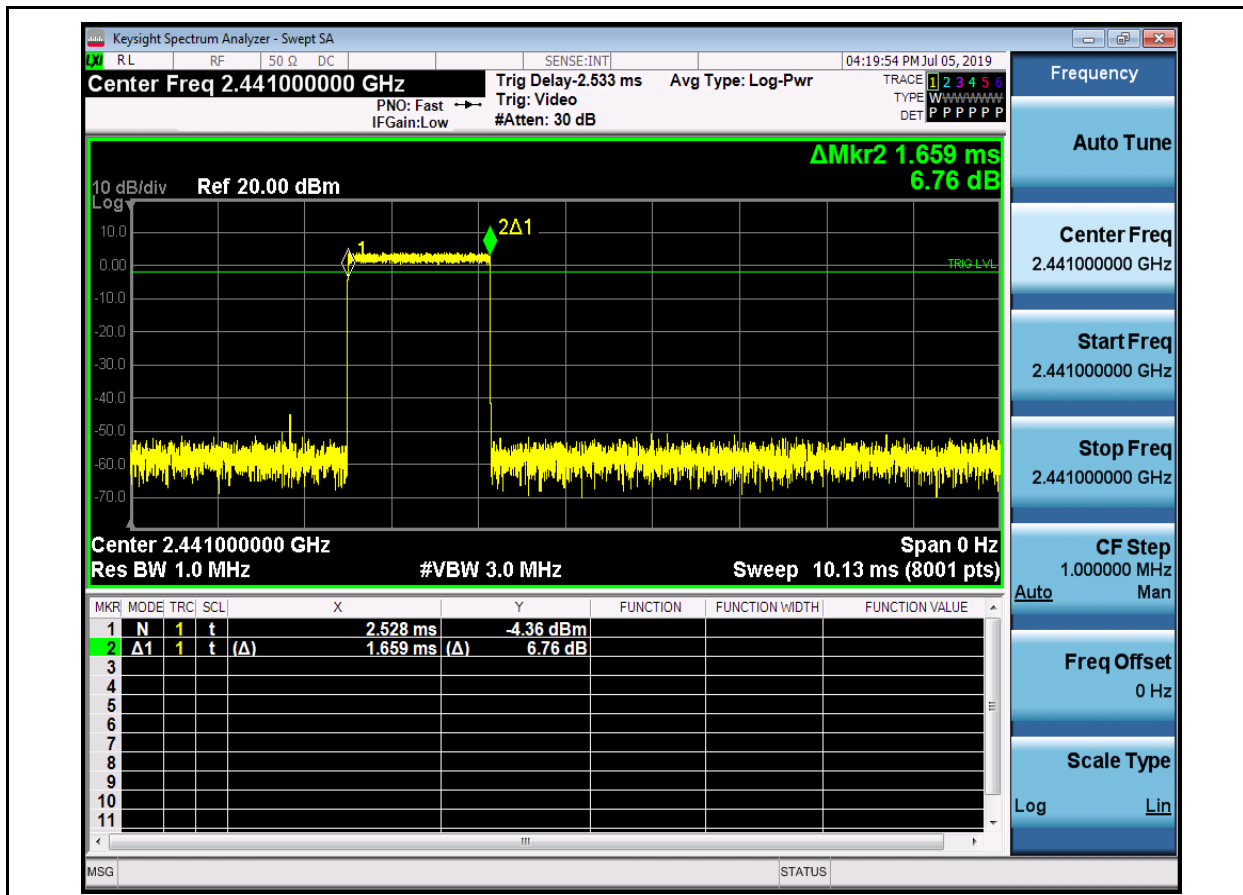 Keysight Spectrum Analyzer - Swept SA
LXI RL RF 50 Ω DC SENSE:INT 04:19:54 PM Jul 05, 2019
Center Freq 2.441000000 GHz
PNO: Fast
IFGain:Low
Trig Delay-2.533 ms
Trig: Video
#Atten: 30 dB
Avg Type: Log-Pwr
TRACE 1 2 3 4 5 6
TYPE WWWWWW
DET P P P P P P
ΔMkr2 1.659 ms
6.76 dB
10 dB/div Ref 20.00 dBm
Log
10.0
0.00
-10.0
-20.0
-30.0
-40.0
-50.0
-60.0
-70.0
1
2Δ1
TRIG LVL
Center 2.441000000 GHz Span 0 Hz
Res BW 1.0 MHz #VBW 3.0 MHz Sweep 10.13 ms (8001 pts)
MKR MODE TRC SCL X Y FUNCTION FUNCTION WIDTH FUNCTION VALUE
1 N 1 t 2.528 ms -4.36 dBm
2 Δ1 1 t (Δ) 1.659 ms (Δ) 6.76 dB
3
4
5
6
7
8
9
10
11
MSG STATUS
Frequency
Auto Tune
Center Freq
2.441000000 GHz
Start Freq
2.441000000 GHz
Stop Freq
2.441000000 GHz
CF Step
1.000000 MHz
Auto Man
Freq Offset
0 Hz
Scale Type
Log Lin